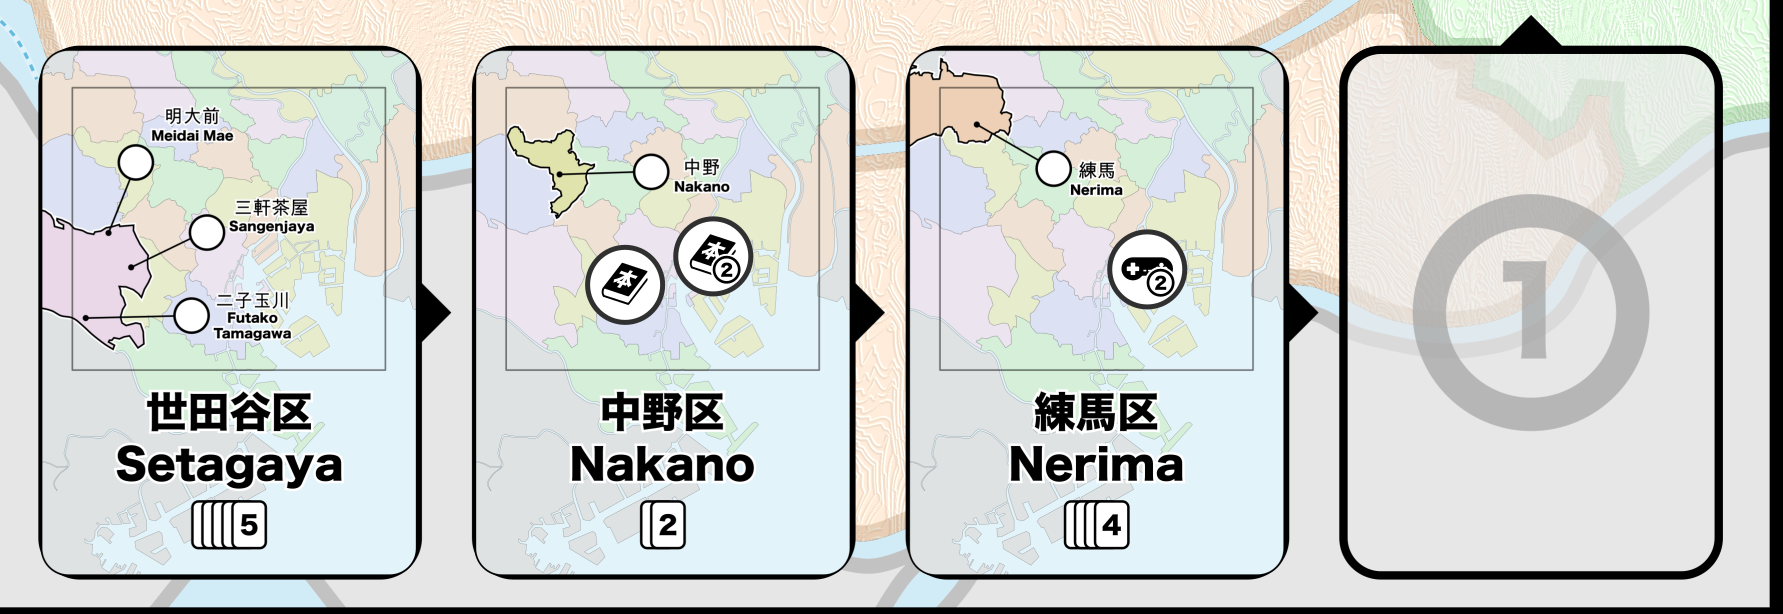 明大前
Meidai Mae
三軒茶屋
Sangenjaya
二子玉川
Futako
Tamagawa
世田谷区
Setagaya
5
中野
Nakano
本
本
2
中野区
Nakano
2
練馬
Nerima
2
練馬区
Nerima
4
1